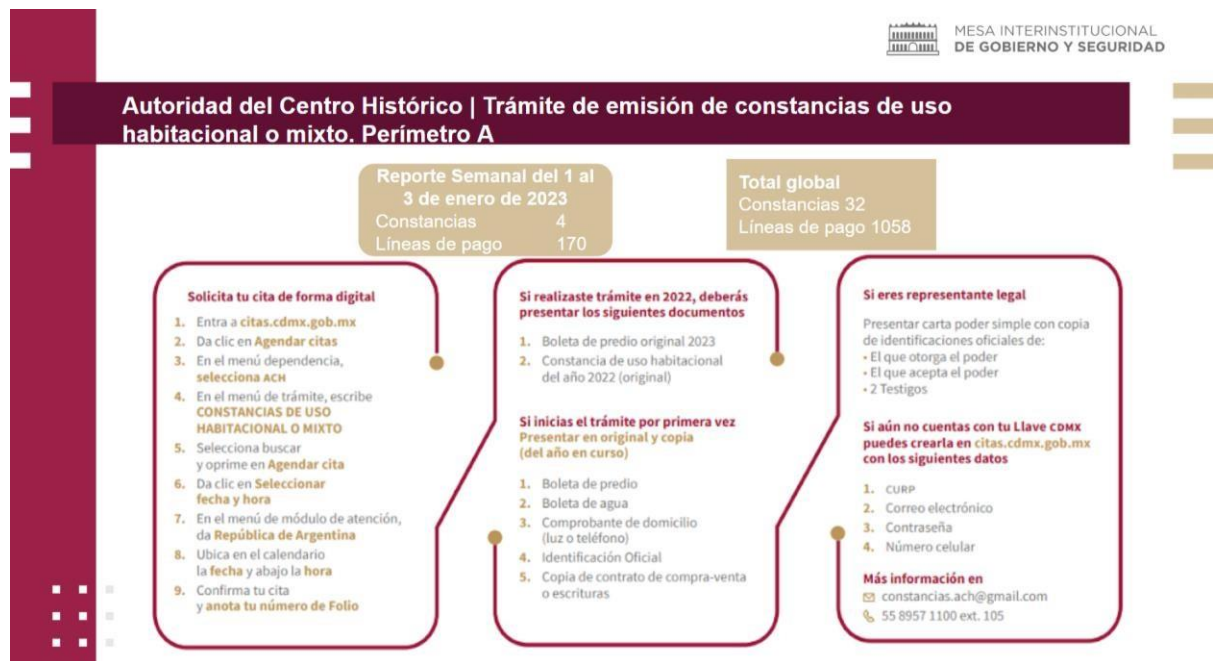 MESA INTERINSTITUCIONAL
DE GOBIERNO Y SEGURIDAD
Autoridad del Centro Histórico | Trámite de emisión de constancias de uso
habitacional o mixto. Perímetro A
Reporte Semanal del 1 al
3 de enero de 2023
Constancias 4
Líneas de pago 170
Total global
Constancias 32
Líneas de pago 1058
Solicita tu cita de forma digital
1. Entra a citas.cdmx.gob.mx
2. Da clic en Agendar citas
3. En el menú dependencia,
selecciona ACH
4. En el menú de trámite, escribe
CONSTANCIAS DE USO
HABITACIONAL O MIXTO
5. Selecciona buscar
y oprime en Agendar cita
6. Da clic en Seleccionar
fecha y hora
7. En el menú de módulo de atención,
da República de Argentina
8. Ubica en el calendario
la fecha y abajo la hora
9. Confirma tu cita
y anota tu número de Folio
Si realizaste trámite en 2022, deberás
presentar los siguientes documentos
1. Boleta de predio original 2023
2. Constancia de uso habitacional
del año 2022 (original)
Si inicias el trámite por primera vez
Presentar en original y copia
(del año en curso)
1. Boleta de predio
2. Boleta de agua
3. Comprobante de domicilio
(luz o teléfono)
4. Identificación Oficial
5. Copia de contrato de compra-venta
o escrituras
Si eres representante legal
Presentar carta poder simple con copia
de identificaciones oficiales de:
• El que otorga el poder
• El que acepta el poder
• 2 Testigos
Si aún no cuentas con tu Llave CDMX
puedes crearla en citas.cdmx.gob.mx
con los siguientes datos
1. CURP
2. Correo electrónico
3. Contraseña
4. Número celular
Más información en
constancias.ach@gmail.com
55 8957 1100 ext. 105